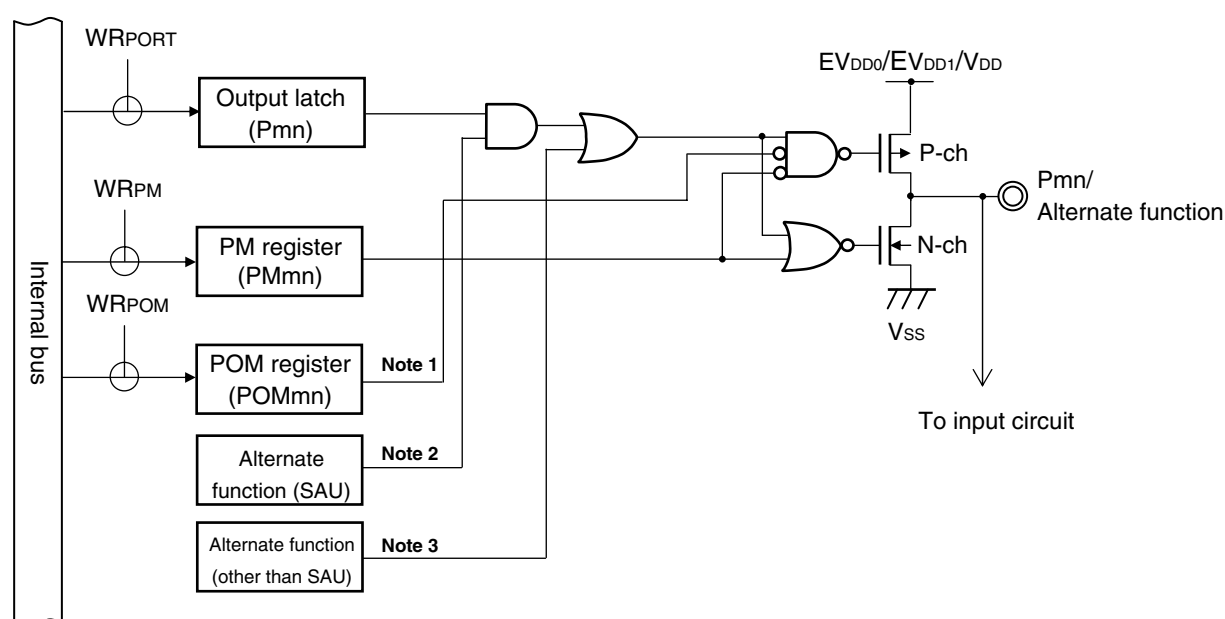 WRPORT
EVDD0/EVDD1/VDD
Output latch
(Pmn)
P-ch
WRPM
Pmn/
Alternate function
PM register
(PMmn)
N-ch
Internal bus
WRPOM
VSS
POM register
(POMmn)
Note 1
To input circuit
Alternate
function (SAU)
Note 2
Alternate function
(other than SAU)
Note 3